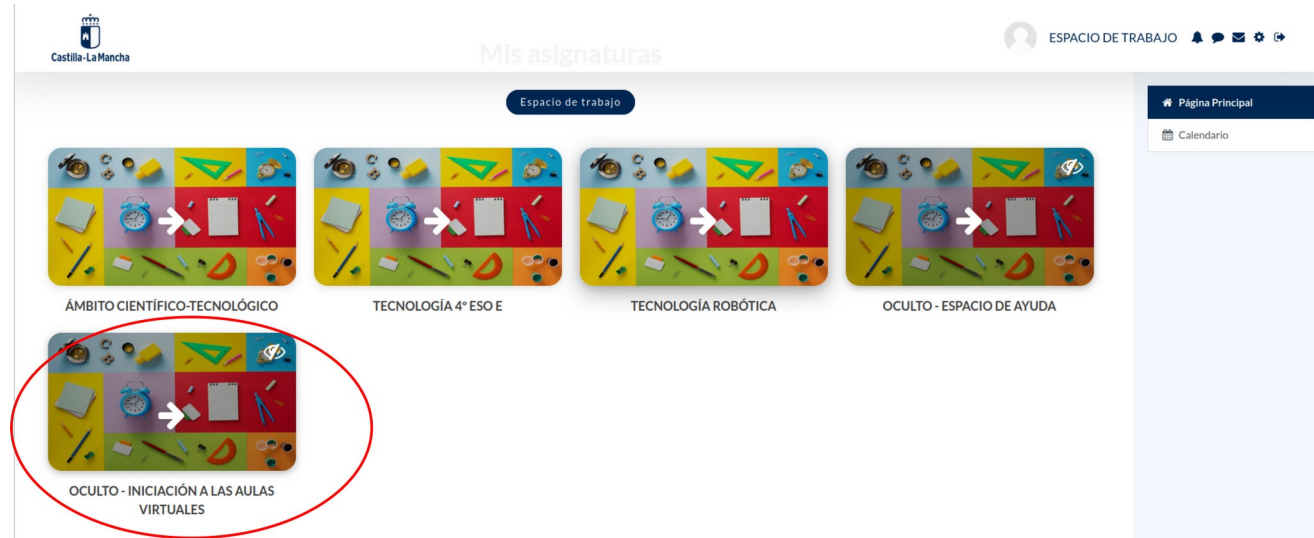 Castilla-La Mancha
Mis asignaturas
ESPACIO DE TRABAJO
Espacio de trabajo
Página Principal
Calendario
ÁMBITO CIENTÍFICO-TECNOLÓGICO
TECNOLOGÍA 4º ESO E
TECNOLOGÍA ROBÓTICA
OCULTO - ESPACIO DE AYUDA
OCULTO - INICIACIÓN A LAS AULAS
VIRTUALES